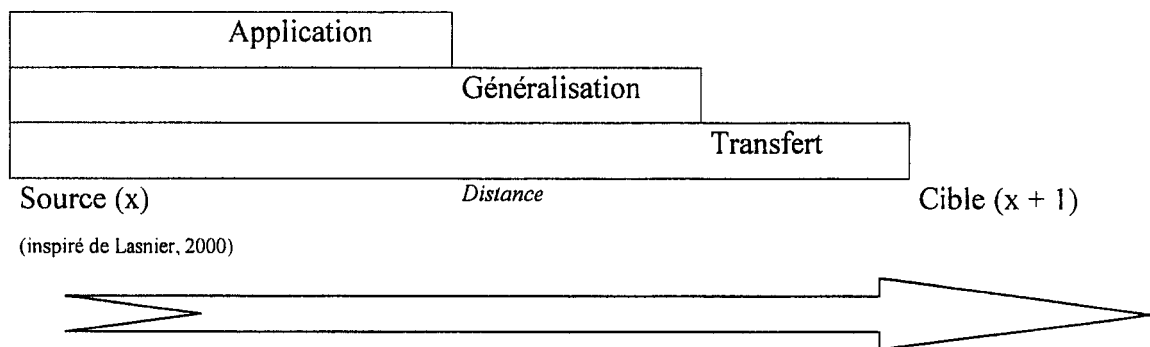 Application
Généralisation
Transfert
Source (x) Distance Cible (x + 1)
(inspiré de Lasnier, 2000)